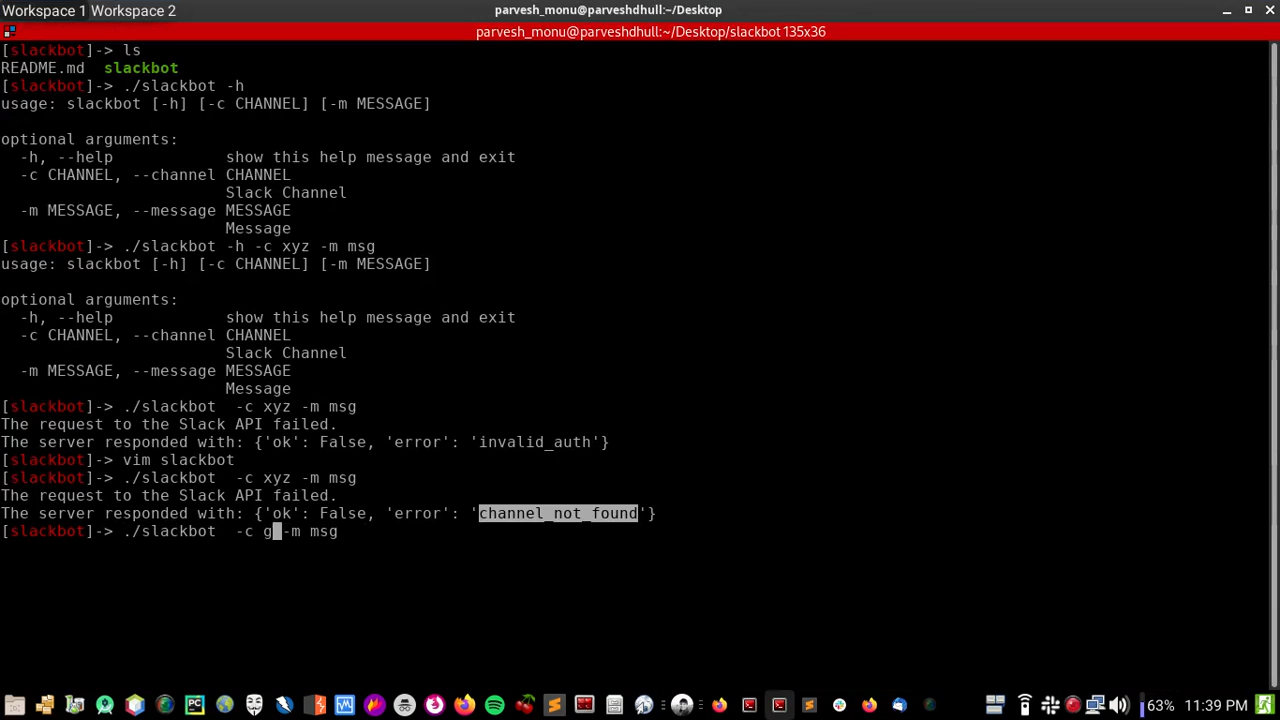 Workspace 1 Workspace 2 parvesh_monu@parveshdhull:~/Desktop
parvesh_monu@parveshdhull:~/Desktop/slackbot 135x36
[slackbot]-> ls
README.md  slackbot
[slackbot]-> ./slackbot -h
usage: slackbot [-h] [-c CHANNEL] [-m MESSAGE]
optional arguments:
  -h, --help            show this help message and exit
  -c CHANNEL, --channel CHANNEL
                        Slack Channel
  -m MESSAGE, --message MESSAGE
                        Message
[slackbot]-> ./slackbot -h -c xyz -m msg
usage: slackbot [-h] [-c CHANNEL] [-m MESSAGE]
optional arguments:
  -h, --help            show this help message and exit
  -c CHANNEL, --channel CHANNEL
                        Slack Channel
  -m MESSAGE, --message MESSAGE
                        Message
[slackbot]-> ./slackbot  -c xyz -m msg
The request to the Slack API failed.
The server responded with: {'ok': False, 'error': 'invalid_auth'}
[slackbot]-> vim slackbot
[slackbot]-> ./slackbot  -c xyz -m msg
The request to the Slack API failed.
The server responded with: {'ok': False, 'error': 'channel_not_found'}
[slackbot]-> ./slackbot  -c g -m msg
63% 11:39 PM